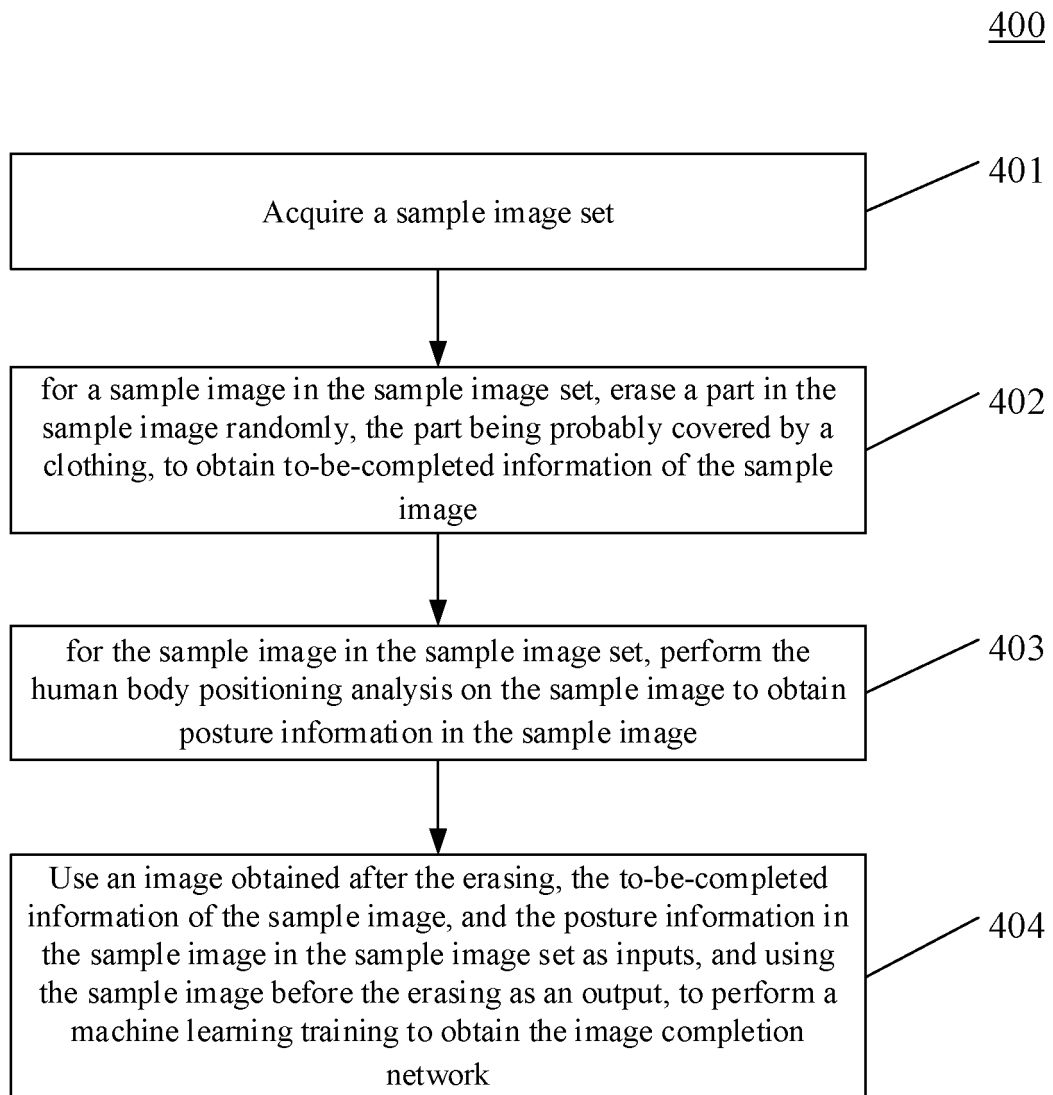 400
401
Acquire a sample image set
for a sample image in the sample image set, erase a part in the
402
sample image randomly, the part being probably covered by a
clothing, to obtain to-be-completed information of the sample
image
for the sample image in the sample image set, perform the
403
human body positioning analysis on the sample image to obtain
posture information in the sample image
Use an image obtained after the erasing, the to-be-completed
information of the sample image, and the posture information in
404
the sample image in the sample image set as inputs, and using
the sample image before the erasing as an output, to perform a
machine learning training to obtain the image completion
network